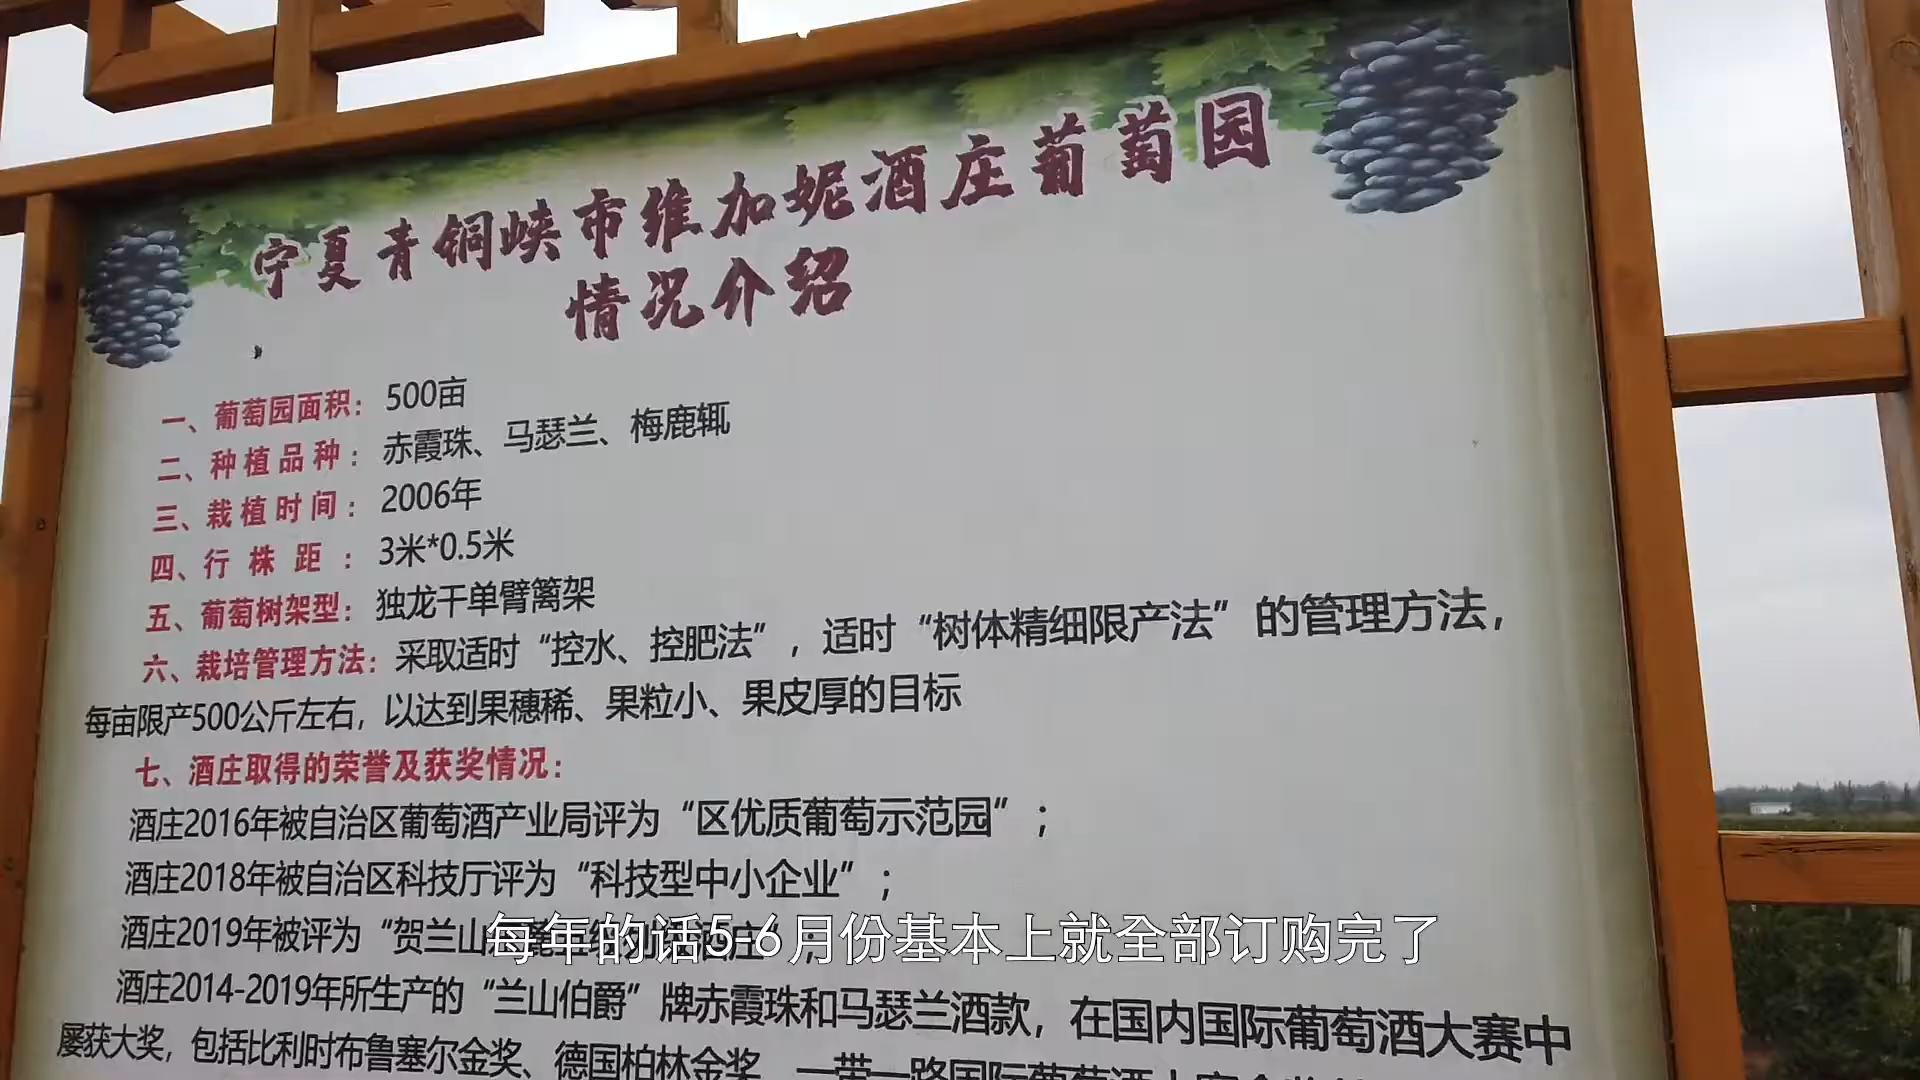 宁夏青铜峡市维加妮酒庄葡萄园
情况介绍
一、葡萄园面积：500亩
二、种植品种：赤霞珠、马瑟兰、梅鹿辄
三、栽植时间：2006年
四、行株距：3米*0.5米
五、葡萄树架型：独龙干单臂篱架
六、栽培管理方法：采取适时“控水、控肥法”，适时“树体精细限产法”的管理方法，
每亩限产500公斤左右，以达到果穗稀、果粒小、果皮厚的目标
七、酒庄取得的荣誉及获奖情况：
酒庄2016年被自治区葡萄酒产业局评为“区优质葡萄示范园”；
酒庄2018年被自治区科技厅评为“科技型中小企业”；
酒庄2019年被评为“贺兰山
每年的话5-6月份基本上就全部订购完了
酒庄2014-2019年所生产的“兰山伯爵”牌赤霞珠和马瑟兰酒款，在国内国际葡萄酒大赛中
屡获大奖，包括比利时布鲁塞尔金奖、德国柏林金奖、一带一路国际葡萄酒大赛金奖